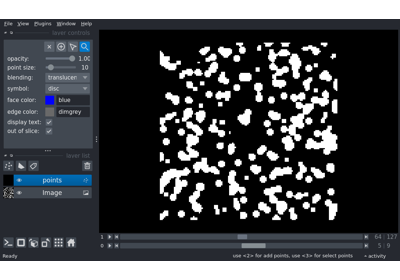 File View Plugins Window Help
layer controls
opacity: 1.00
point size: 10
blending: translucen
symbol: disc
face color: blue
edge color: dimgrey
display text: ✓
out of slice: ✓
layer list
points
Image
1 64 127
0 5 9
Ready use <2> for add points, use <3> for select points activity